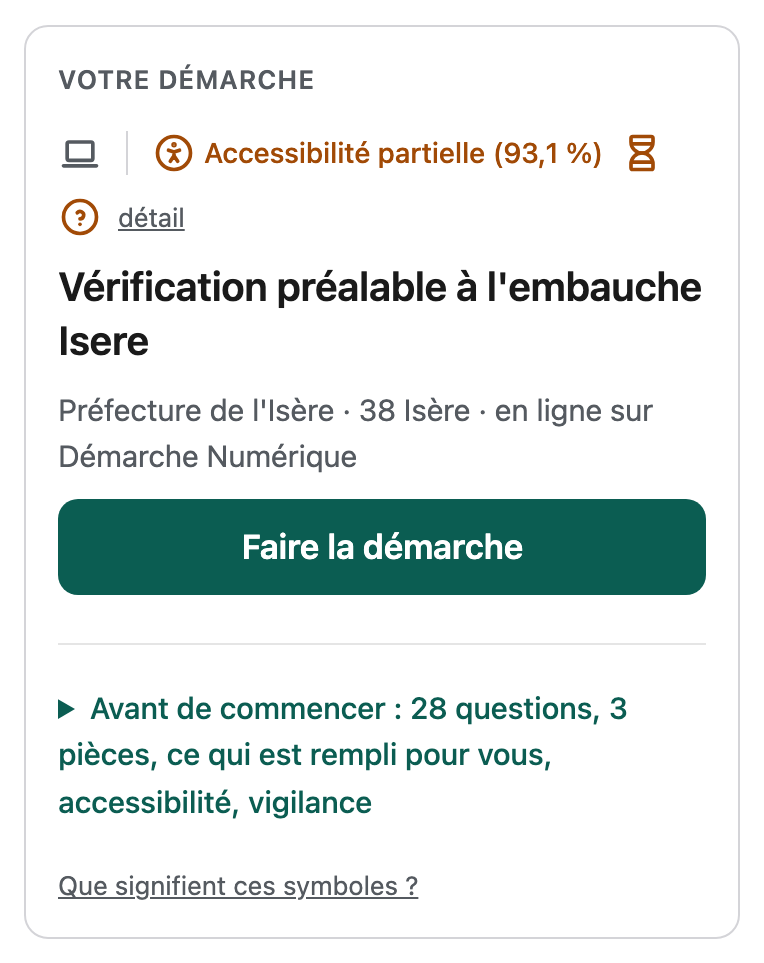 VOTRE DÉMARCHE
Accessibilité partielle (93,1 %)
? détail
Vérification préalable à l'embauche
Isere
Préfecture de l'Isère · 38 Isère · en ligne sur
Démarche Numérique
Faire la démarche
▶ Avant de commencer : 28 questions, 3
pièces, ce qui est rempli pour vous,
accessibilité, vigilance
Que signifient ces symboles ?